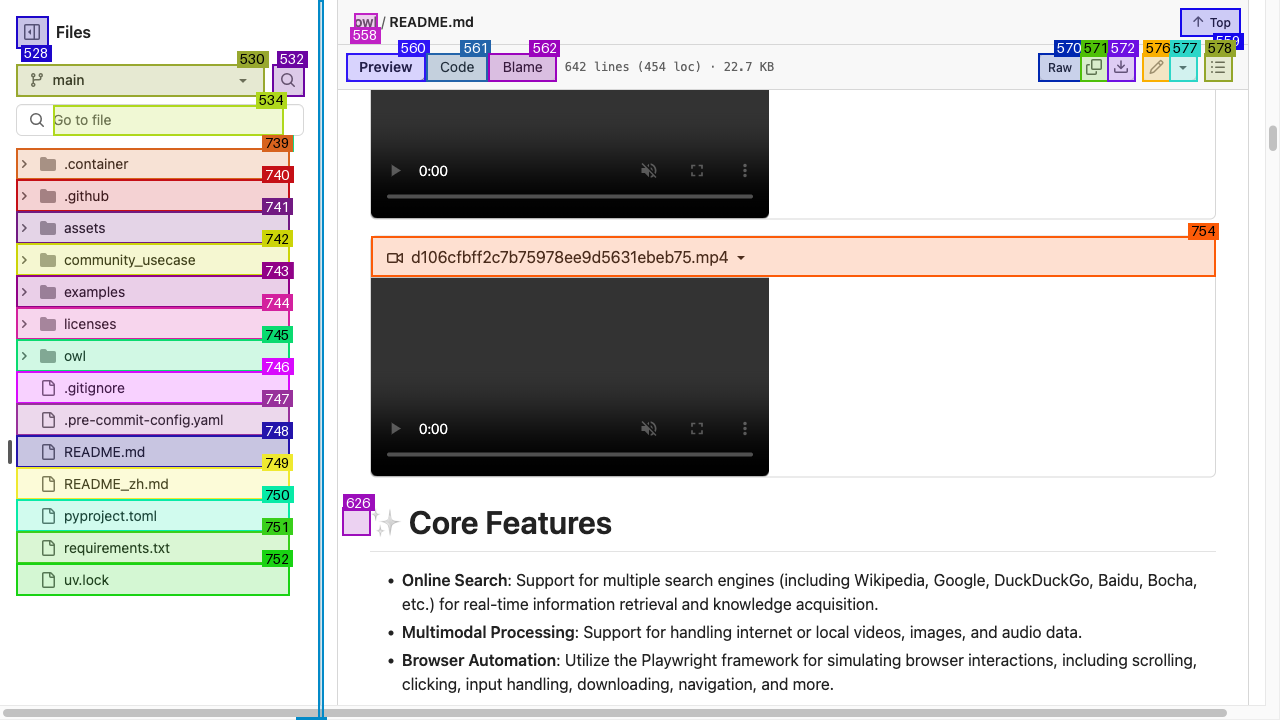 Files
owl / README.md
Top
528
558
559
530
532
560
561
562
570
571
572
576
577
578
main
Preview
Code
Blame
642 lines (454 loc) · 22.7 KB
Raw
534
Go to file
739
.container
0:00
740
.github
741
assets
754
742
community_usecase
d106cfbff2c7b75978ee9d5631ebeb75.mp4
743
examples
744
licenses
745
owl
746
.gitignore
747
.pre-commit-config.yaml
0:00
748
README.md
749
README_zh.md
750
pyproject.toml
626
✨ Core Features
751
requirements.txt
752
uv.lock
• Online Search: Support for multiple search engines (including Wikipedia, Google, DuckDuckGo, Baidu, Bocha,
etc.) for real-time information retrieval and knowledge acquisition.
• Multimodal Processing: Support for handling internet or local videos, images, and audio data.
• Browser Automation: Utilize the Playwright framework for simulating browser interactions, including scrolling,
clicking, input handling, downloading, navigation, and more.